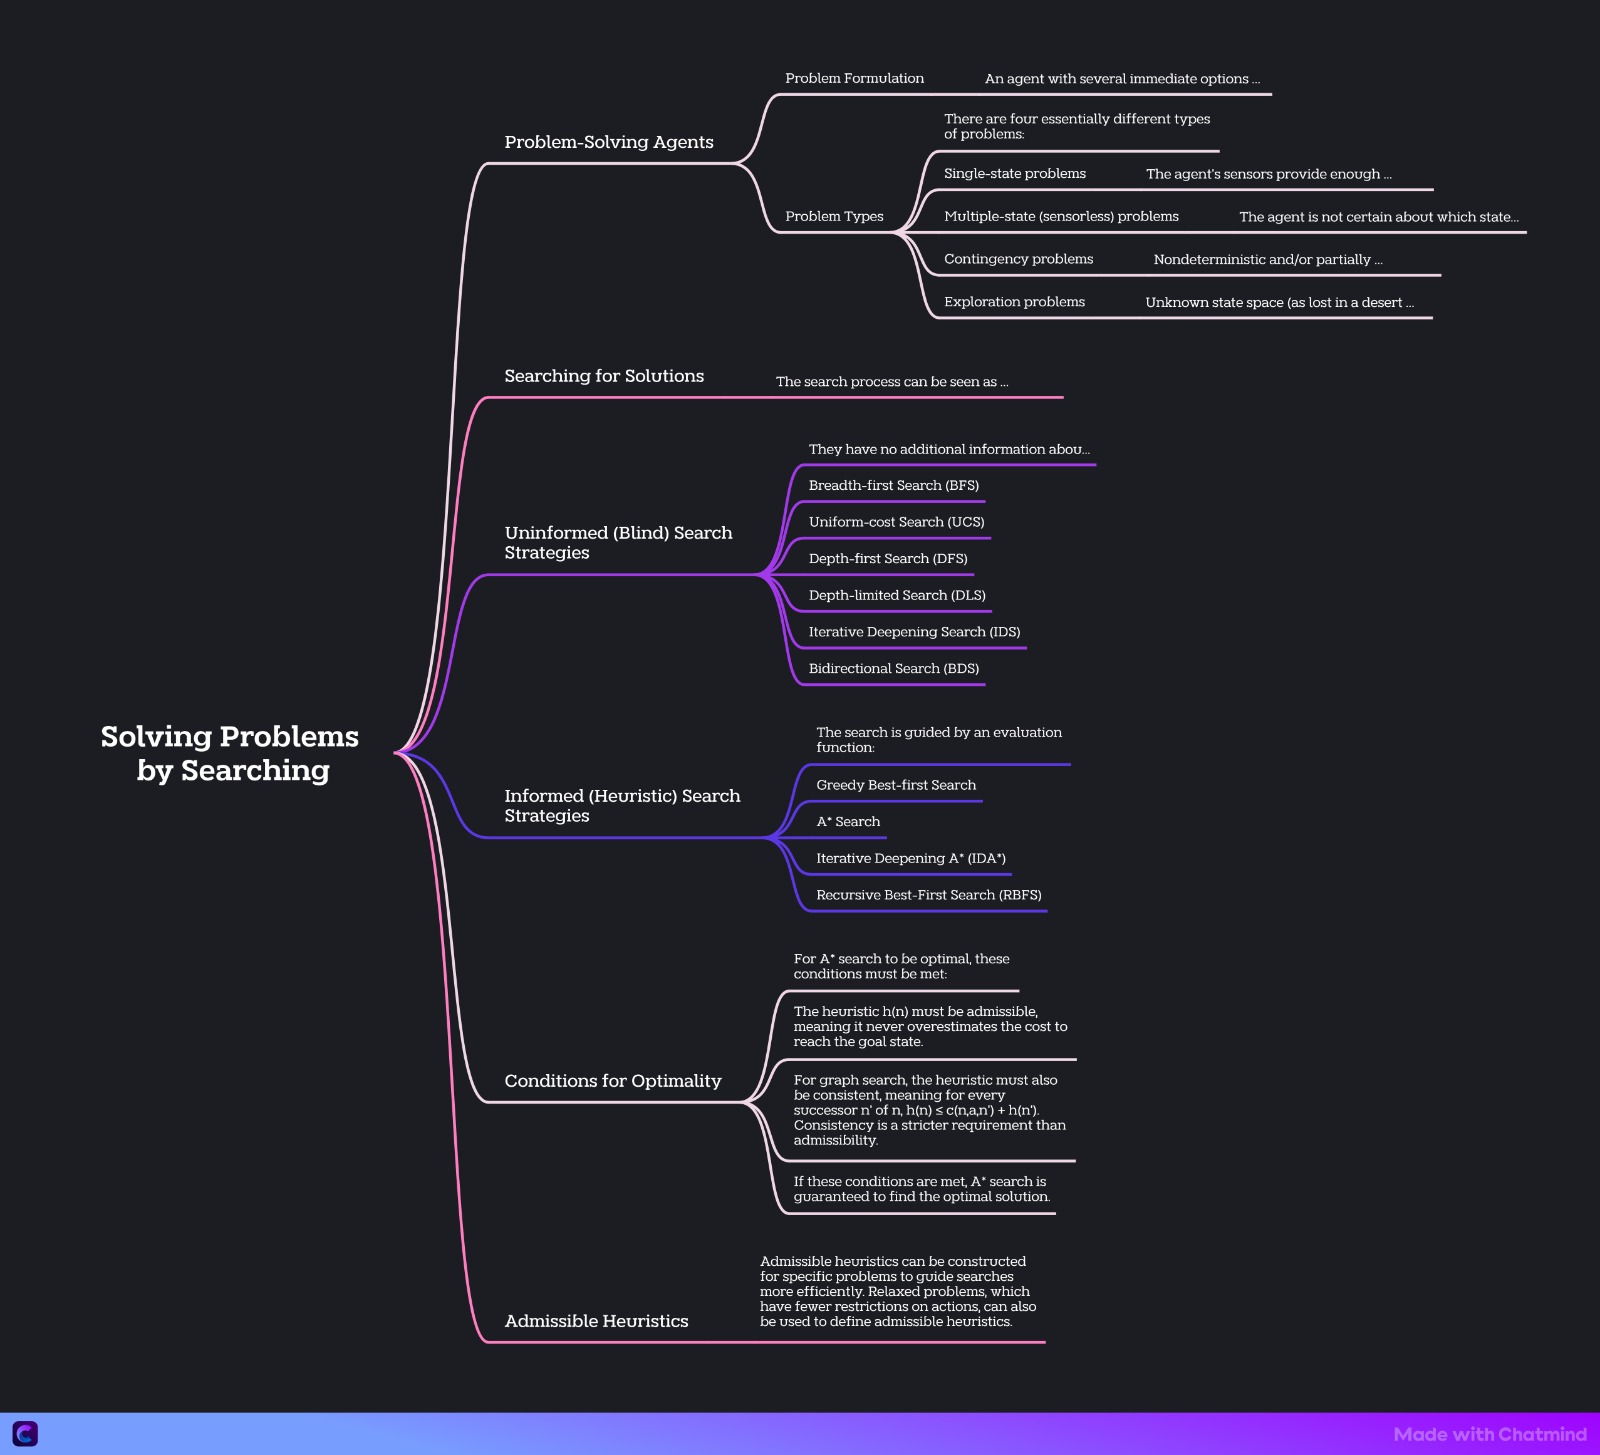 Solving Problems
by Searching
Problem-Solving Agents
Problem Formulation
An agent with several immediate options ...
Problem Types
There are four essentially different types
of problems:
Single-state problems
The agent's sensors provide enough ...
Multiple-state (sensorless) problems
The agent is not certain about which state...
Contingency problems
Nondeterministic and/or partially ...
Exploration problems
Unknown state space (as lost in a desert ...
Searching for Solutions
The search process can be seen as ...
Uninformed (Blind) Search
Strategies
They have no additional information abou...
Breadth-first Search (BFS)
Uniform-cost Search (UCS)
Depth-first Search (DFS)
Depth-limited Search (DLS)
Iterative Deepening Search (IDS)
Bidirectional Search (BDS)
Informed (Heuristic) Search
Strategies
The search is guided by an evaluation
function:
Greedy Best-first Search
A* Search
Iterative Deepening A* (IDA*)
Recursive Best-First Search (RBFS)
Conditions for Optimality
For A* search to be optimal, these
conditions must be met:
The heuristic h(n) must be admissible,
meaning it never overestimates the cost to
reach the goal state.
For graph search, the heuristic must also
be consistent, meaning for every
successor n' of n, h(n) ≤ c(n,a,n') + h(n').
Consistency is a stricter requirement than
admissibility.
If these conditions are met, A* search is
guaranteed to find the optimal solution.
Admissible Heuristics
Admissible heuristics can be constructed
for specific problems to guide searches
more efficiently. Relaxed problems, which
have fewer restrictions on actions, can also
be used to define admissible heuristics.
Made with Chatmind